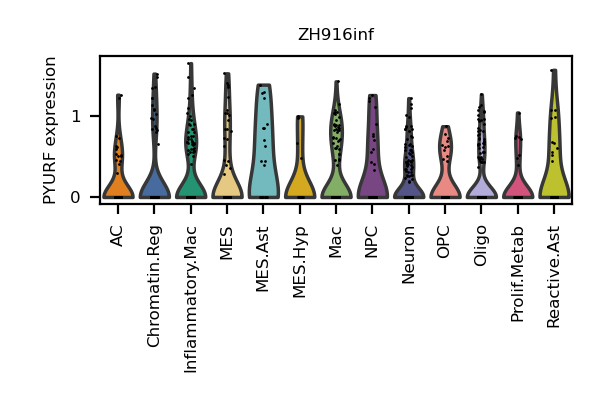 ZH916inf
PYURF expression
1
0
AC
Chromatin.Reg
Inflammatory.Mac
MES
MES.Ast
MES.Hyp
Mac
NPC
Neuron
OPC
Oligo
Prolif.Metab
Reactive.Ast